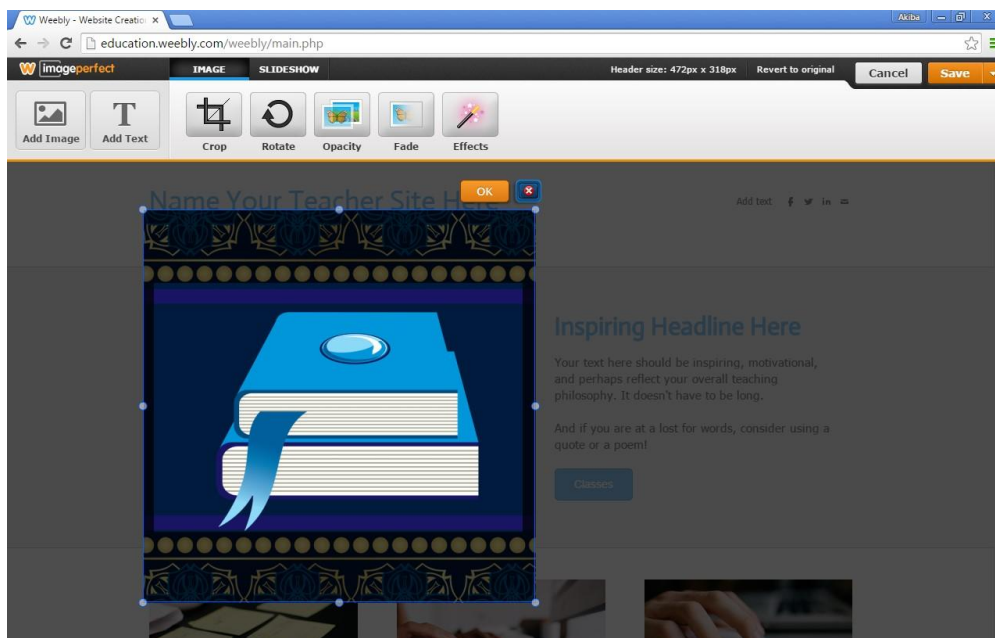 Weebly - Website Creatio
Akiba
education.weebly.com/weebly/main.php
imageperfect
IMAGE
SLIDESHOW
Header size: 472px x 318px
Revert to original
Cancel
Save
Add Image
Add Text
Crop
Rotate
Opacity
Fade
Effects
Name Your Teacher Site Here
OK
Add text
Inspiring Headline Here
Your text here should be inspiring, motivational,
and perhaps reflect your overall teaching
philosophy. It doesn't have to be long.
And if you are at a lost for words, consider using a
quote or a poem!
Classes